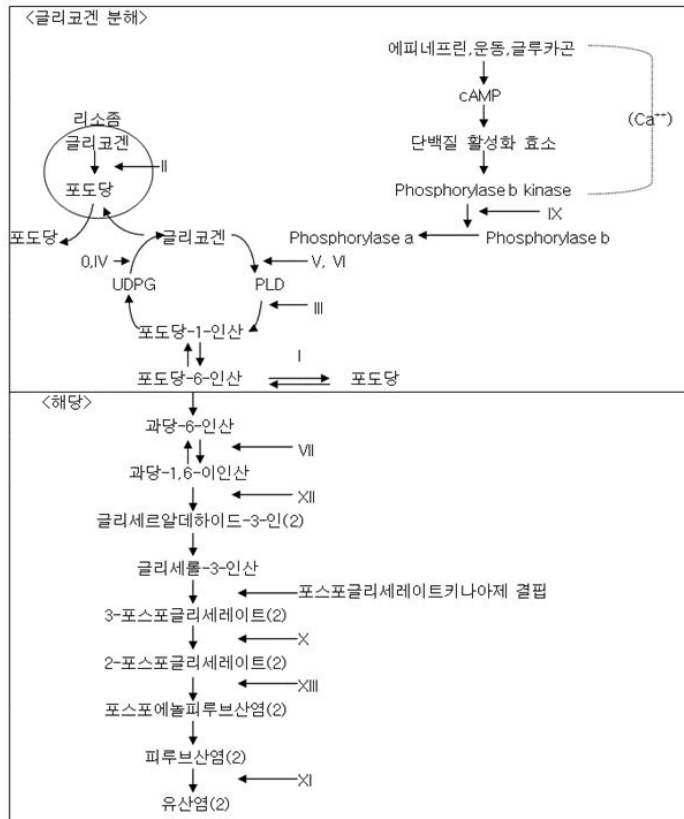 <글리코겐 분해>
에피네프린,운동,글루카곤
cAMP
(Ca⁺⁺)
리소좀
글리코겐
단백질 활성화 효소
II
포도당
Phosphorylase b kinase
IX
포도당
글리코겐
Phosphorylase a
Phosphorylase b
0,IV
V, VI
UDPG
PLD
III
포도당-1-인산
I
포도당-6-인산
포도당
<해당>
과당-6-인산
VII
과당-1,6-이인산
XII
글리세르알데하이드-3-인(2)
글리세롤-3-인산
포스포글리세레이트키나아제 결핍
3-포스포글리세레이트(2)
X
2-포스포글리세레이트(2)
XIII
포스포에놀피루브산염(2)
피루브산염(2)
XI
유산염(2)